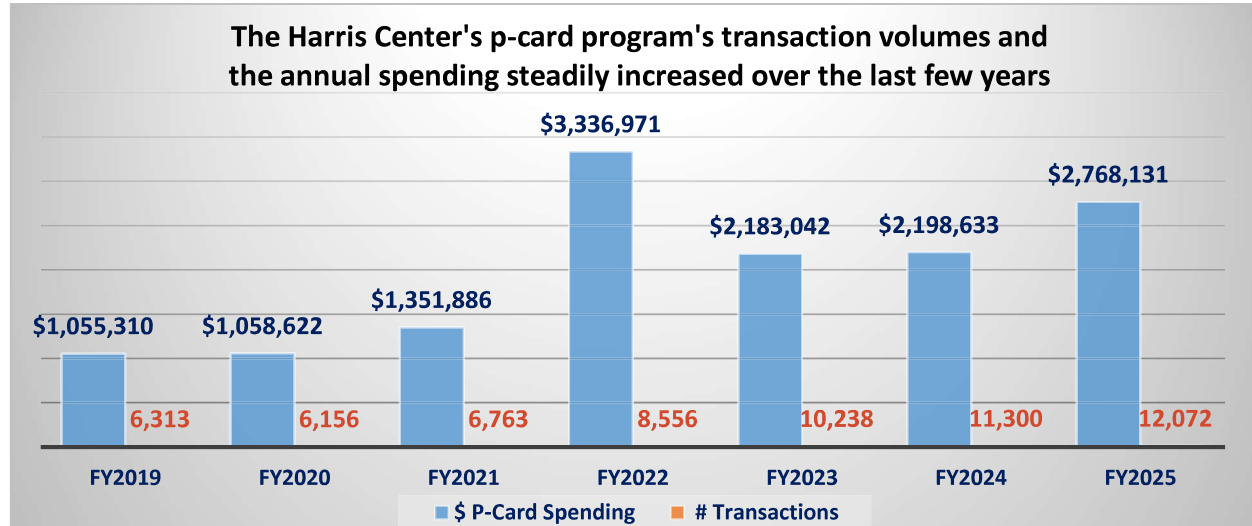 The Harris Center's p-card program's transaction volumes and
the annual spending steadily increased over the last few years
$3,336,971
$2,768,131
$2,183,042
$2,198,633
$1,351,886
$1,055,310
$1,058,622
6,313
6,156
6,763
8,556
10,238
11,300
12,072
FY2019
FY2020
FY2021
FY2022
FY2023
FY2024
FY2025
$ P-Card Spending
# Transactions